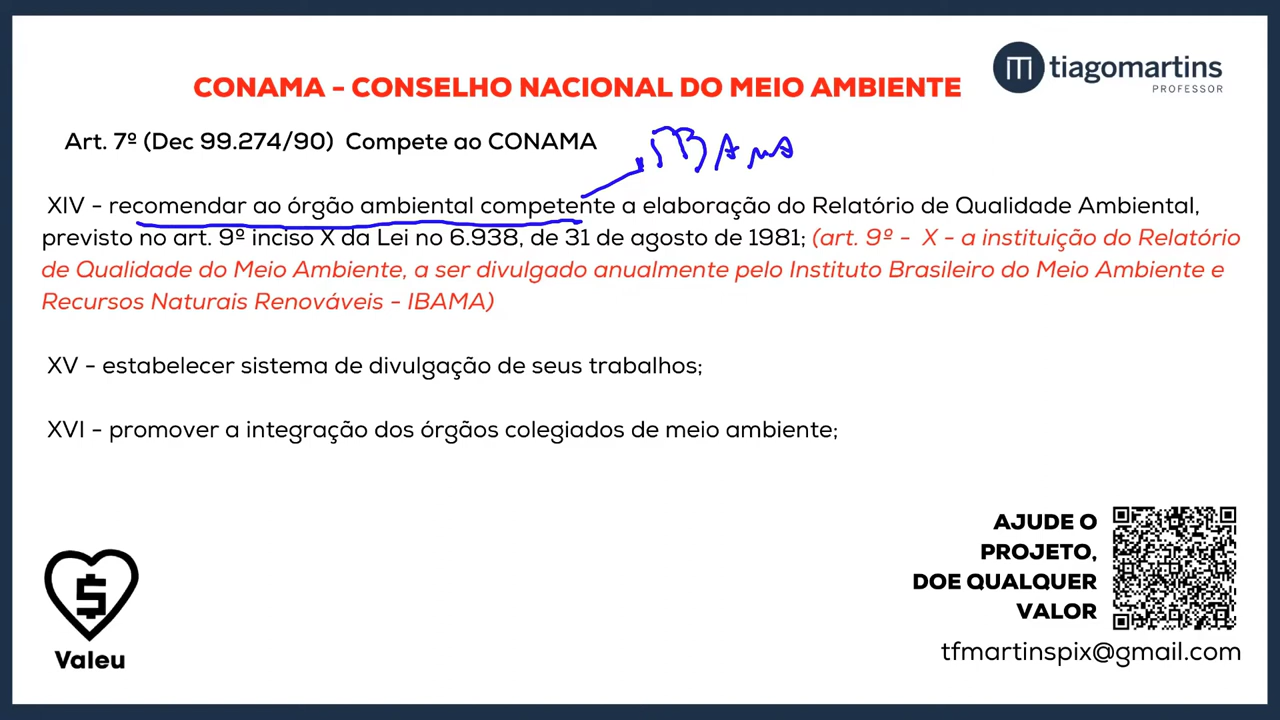 tiagomartins
PROFESSOR
CONAMA - CONSELHO NACIONAL DO MEIO AMBIENTE
Art. 7º (Dec 99.274/90) Compete ao CONAMA
IBAMA
XIV - recomendar ao órgão ambiental competente a elaboração do Relatório de Qualidade Ambiental,
previsto no art. 9º inciso X da Lei no 6.938, de 31 de agosto de 1981; (art. 9º - X - a instituição do Relatório
de Qualidade do Meio Ambiente, a ser divulgado anualmente pelo Instituto Brasileiro do Meio Ambiente e
Recursos Naturais Renováveis - IBAMA)
XV - estabelecer sistema de divulgação de seus trabalhos;
XVI - promover a integração dos órgãos colegiados de meio ambiente;
AJUDE O
PROJETO,
DOE QUALQUER
VALOR
tfmartinspix@gmail.com
$
Valeu